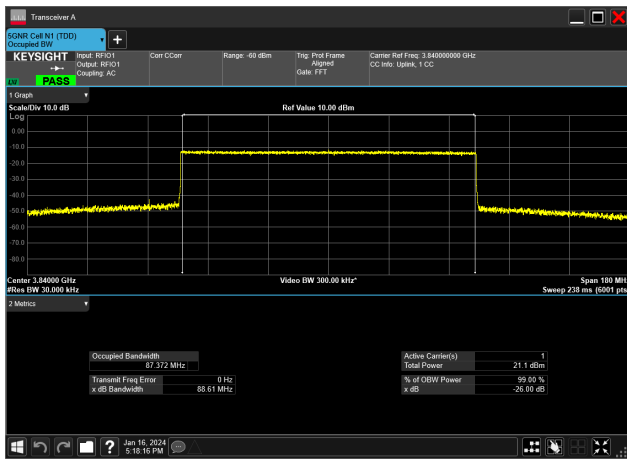 Transceiver A
5GNR Cell N1 (TDD)
Occupied BW
KEYSIGHT
Input: RFIO1
Output: RFIO1
Coupling: AC
Corr CCorr
Range: -60 dBm
Trig: Prot Frame
Aligned
Gate: FFT
Carrier Ref Freq: 3.840000000 GHz
CC Info: Uplink, 1 CC
PASS
1 Graph
Scale/Div 10.0 dB
Ref Value 10.00 dBm
Log
0.00
-10.0
-20.0
-30.0
-40.0
-50.0
-60.0
-70.0
-80.0
Center 3.84000 GHz
Video BW 300.00 kHz*
Span 180 MH
#Res BW 30.000 kHz
Sweep 238 ms (6001 pts
2 Metrics
Occupied Bandwidth
87.372 MHz
Transmit Freq Error 0 Hz
x dB Bandwidth 88.61 MHz
Active Carrier(s) 1
Total Power 21.1 dBm
% of OBW Power 99.00 %
x dB -26.00 dB
Jan 16, 2024
5:18:16 PM